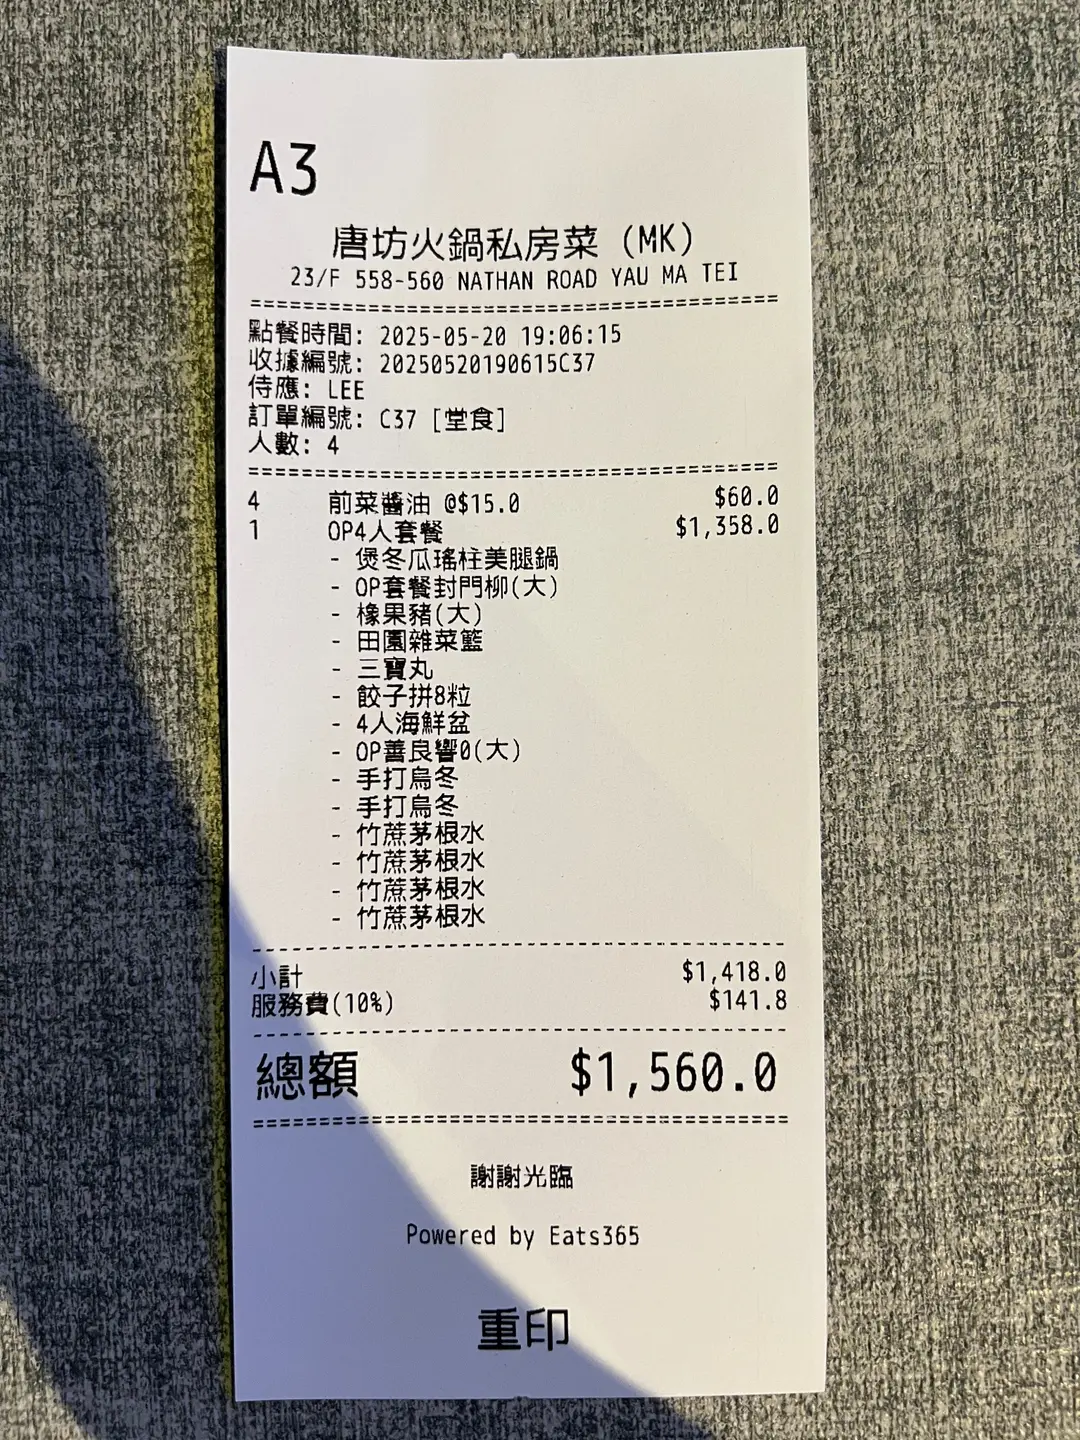 A3
唐坊火鍋私房菜 (MK)
23/F 558-560 NATHAN ROAD YAU MA TEI
點餐時間: 2025-05-20 19:06:15
收據編號: 20250520190615C37
侍應: LEE
訂單編號: C37 [堂食]
人數: 4
4 前菜醬油 @$15.0 $60.0
1 OP4人套餐 $1,358.0
- 煲冬瓜瑤柱美腿鍋
- OP套餐封門柳(大)
- 橡果豬(大)
- 田園雜菜籃
- 三寶丸
- 餃子拼8粒
- 4人海鮮盆
- OP善良響0(大)
- 手打烏冬
- 手打烏冬
- 竹蔗茅根水
- 竹蔗茅根水
- 竹蔗茅根水
- 竹蔗茅根水
小計 $1,418.0
服務費(10%) $141.8
總額 $1,560.0
謝謝光臨
Powered by Eats365
重印